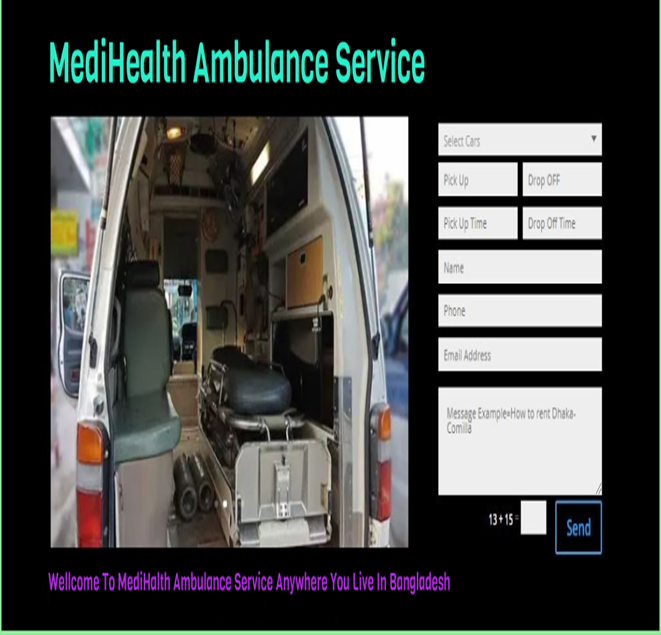 MediHealth Ambulance Service
Select Cars
Pick Up
Drop OFF
Pick Up Time
Drop Off Time
Name
Phone
Email Address
Message Example=How to rent Dhaka-
Comilla
13 + 15 =
Send
Wellcome To MediHalth Ambulance Service Anywhere You Live In Bangladesh